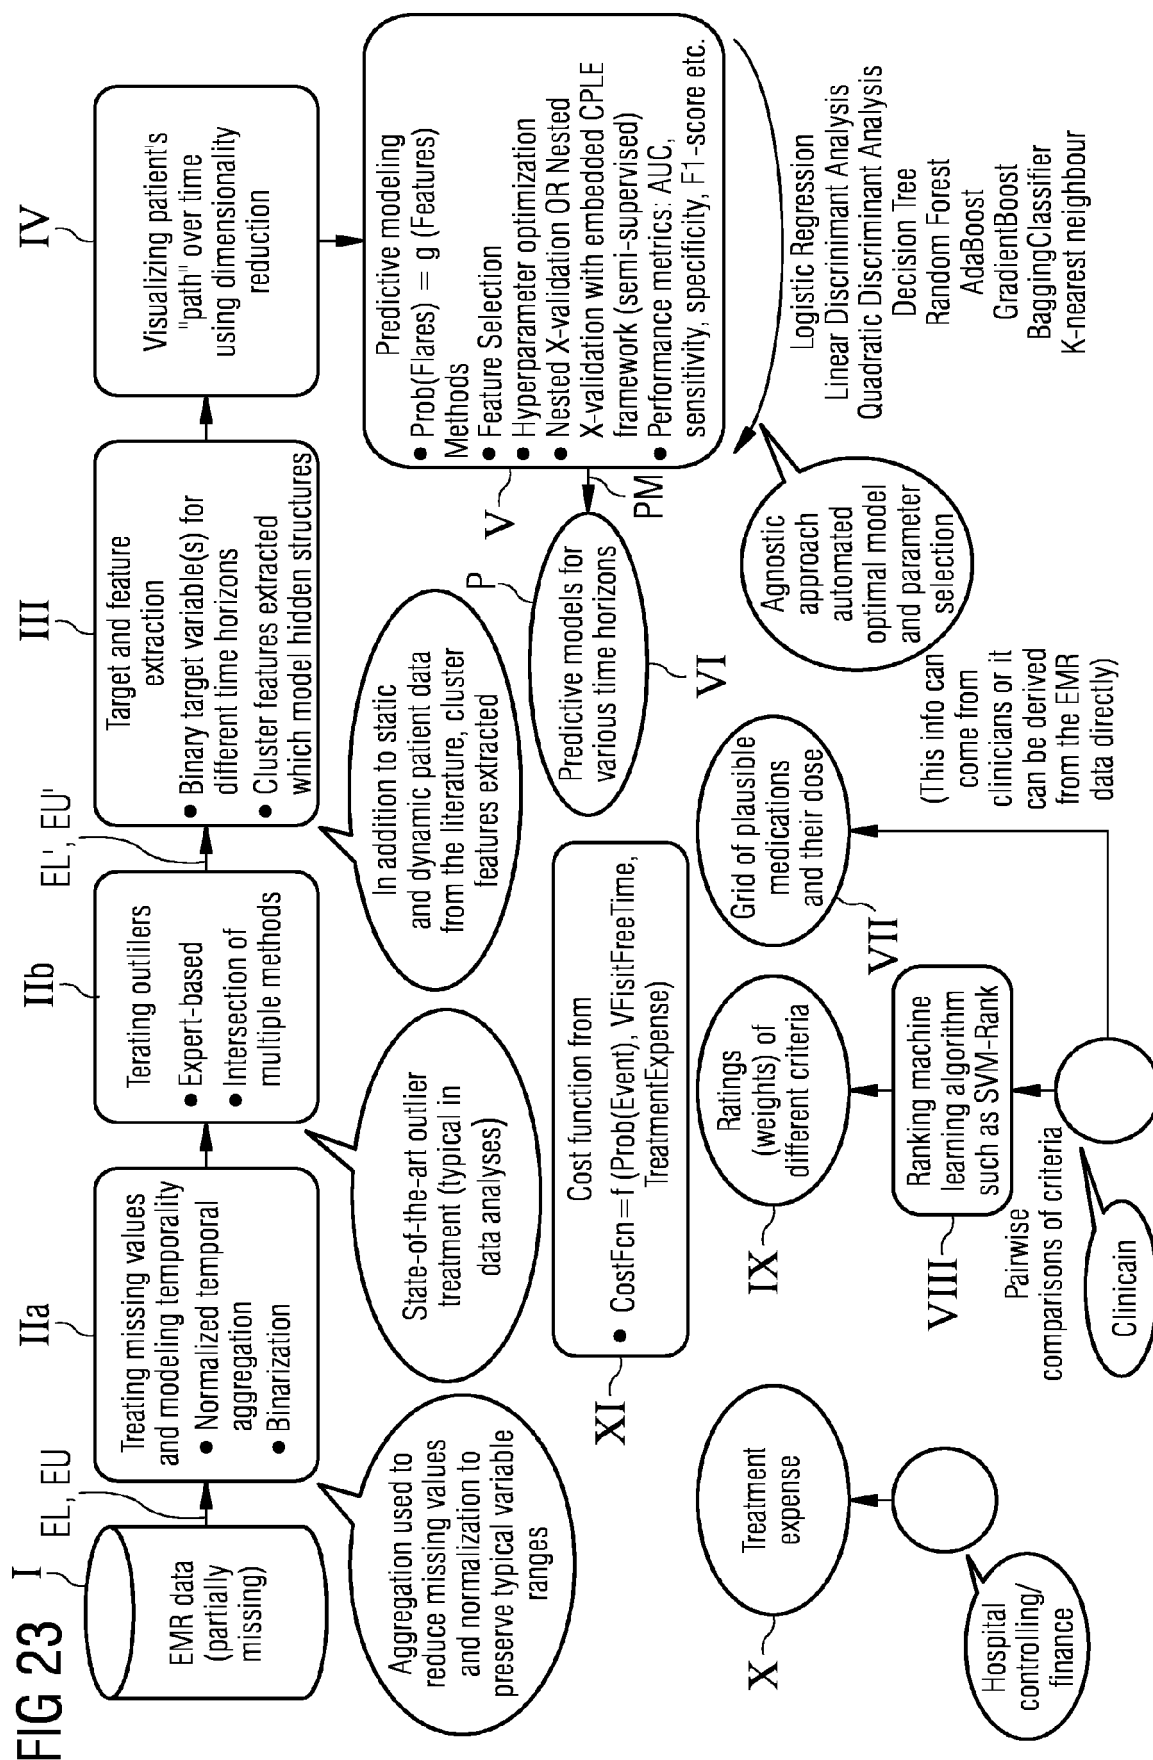 FIG 23
I
EMR data
(partially
missing)
EL, EU
IIa
Treating missing values
and modeling temporality
• Normalized temporal
aggregation
• Binarization
Aggregation used to
reduce missing values
and normalization to
preserve typical variable
ranges
IIb
Terating outlilers
• Expert-based
• Intersection of
multiple methods
State-of-the-art outlier
treatment (typical in
data analyses)
EL', EU'
III
Target and feature
extraction
• Binary target variable(s) for
different time horizons
• Cluster features extracted
which model hidden structures
In addition to static
and dynamic patient data
from the literature, cluster
features extracted
IV
Visualizing patient's
"path" over time
using dimensionality
reduction
V
Predictive modeling
• Prob(Flares) = g (Features)
Methods
• Feature Selection
• Hyperparameter optimization
• Nested X-validation OR Nested
X-validation with embedded CPLE
framework (semi-supervised)
• Performance metrics: AUC,
sensitivity, specificity, F1-score etc.
PM
P
Predictive models for
various time horizons
VI
Logistic Regression
Linear Discrimant Analysis
Quadratic Discriminant Analysis
Decision Tree
Random Forest
AdaBoost
GradientBoost
BaggingClassifier
K-nearest neighbour
Agnostic
approach
automated
optimal model
and parameter
selection
XI
Cost function from
• CostFcn = f (Prob(Event), VFisitFreeTime,
TreatmentExpense)
X
Treatment
expense
Hospital
controlling/
finance
IX
Ratings
(weights) of
different criteria
VIII
Ranking machine
learning algorithm
such as SVM-Rank
Pairwise
comparisons of criteria
Clinicain
VII
Grid of plausible
medications
and their dose
(This info can
come from
clinicians or it
can be derived
from the EMR
data directly)